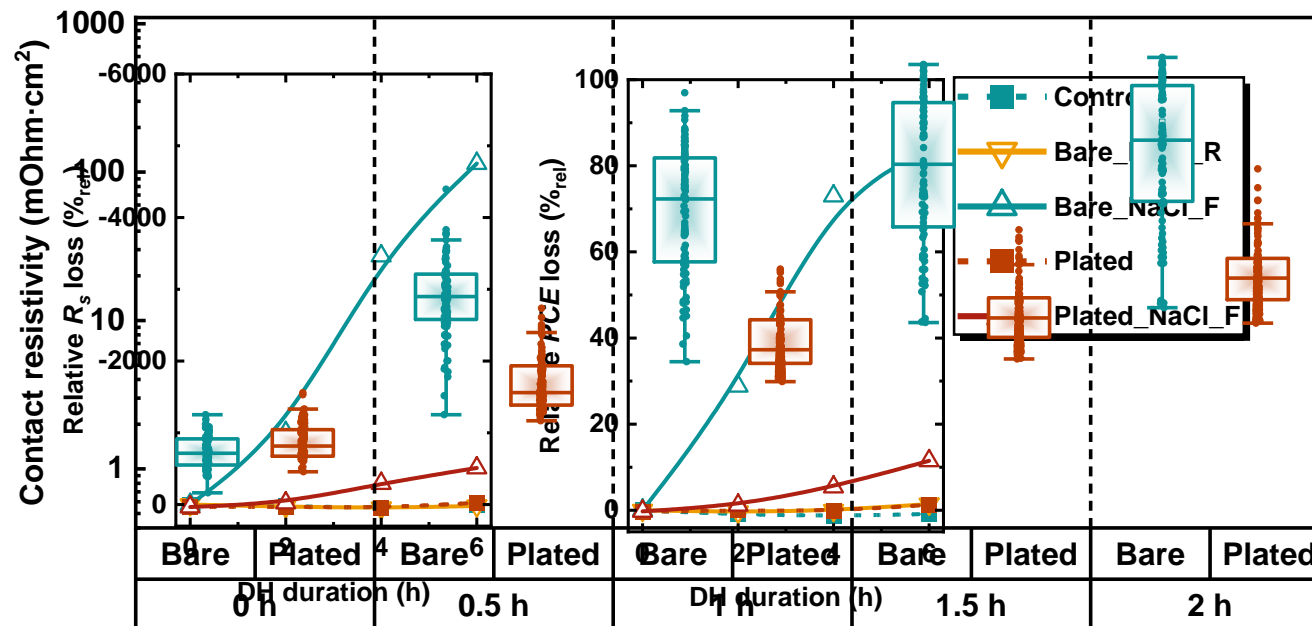 Contact resistivity (mOhm·cm²)
1000
100
10
1
Relative Rs loss (%rel)
-6000
-4000
-2000
0
PCE loss (%rel)
100
80
60
40
20
0
Bare_NaCl_F
Plated
Plated_NaCl_F
0 2 4 6
0 2 4 6
Bare Plated Bare Plated Bare Plated Bare Plated Bare Plated
DH duration (h) DH duration (h)
0 h 0.5 h 1 h 1.5 h 2 h